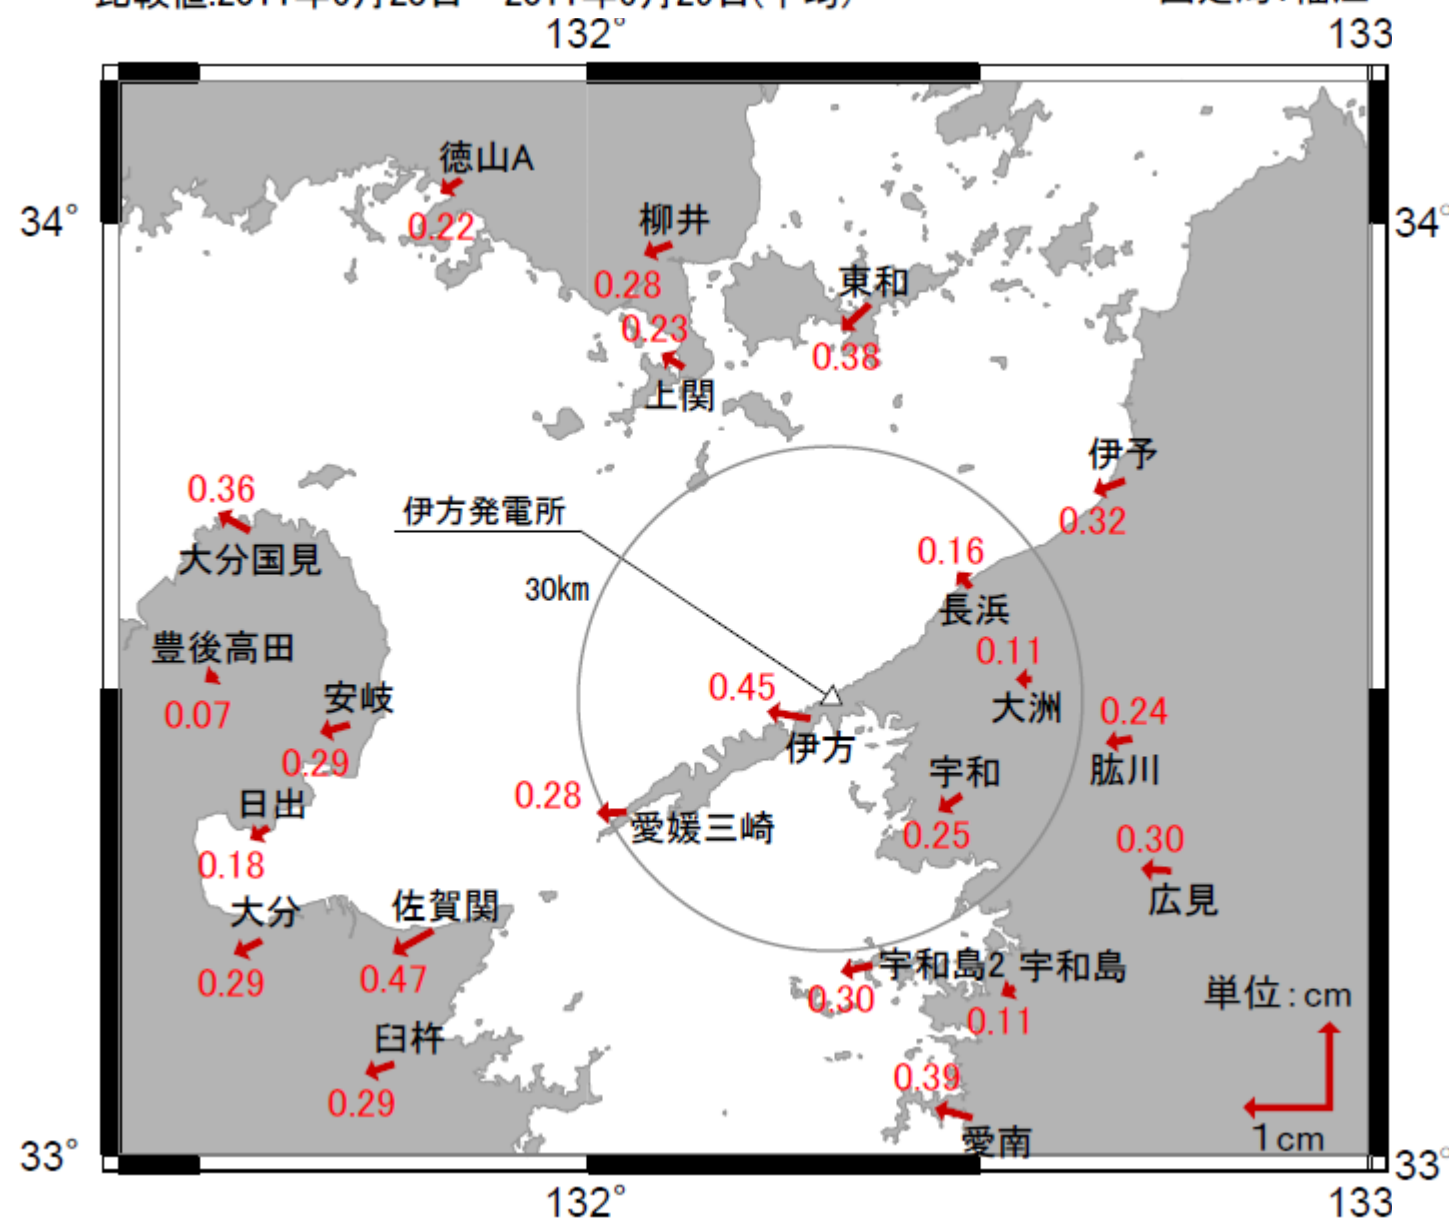 132°
133
徳山A
34°
0.22
柳井
34°
0.28
東和
0.23
0.38
上関
伊予
0.36
伊方発電所
0.32
大分国見
0.16
30km
長浜
豊後高田
0.11
0.07
安岐
0.45
大洲
0.24
0.29
伊方
肱川
日出
0.28
愛媛三崎
宇和
0.25
0.30
0.18
広見
大分
佐賀関
0.29
0.47
宇和島2
宇和島
0.30
0.11
単位:cm
臼杵
0.29
0.39
愛南
1cm
33°
33°
132°
133